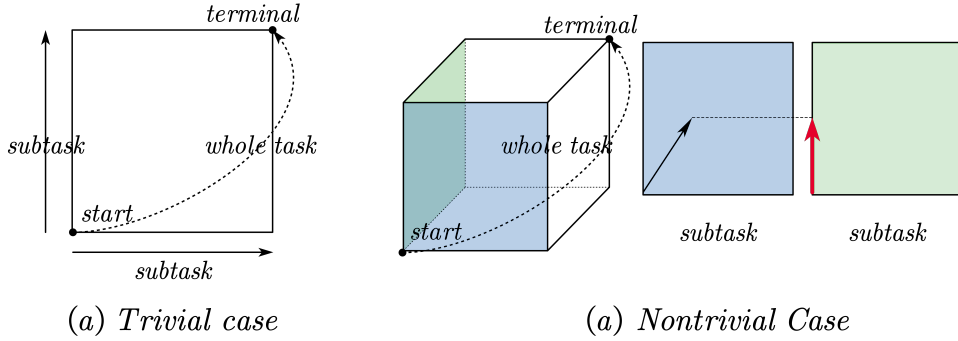 terminal
subtask
whole task
start
subtask
(a) Trivial case
terminal
whole task
start
subtask
subtask
(a) Nontrivial Case